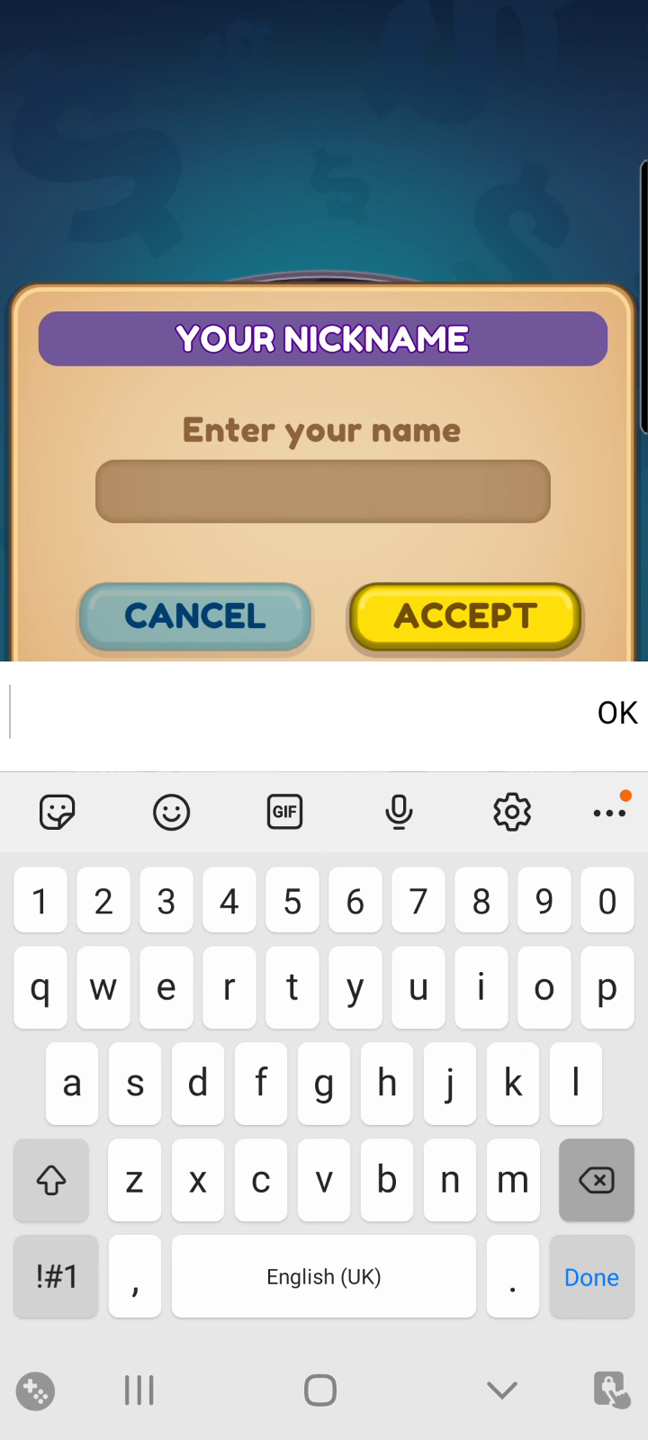 YOUR NICKNAME
Enter your name
CANCEL ACCEPT
OK
GIF
1 2 3 4 5 6 7 8 9 0
q w e r t y u i o p
a s d f g h j k l
z x c v b n m
!#1 , English (UK) . Done